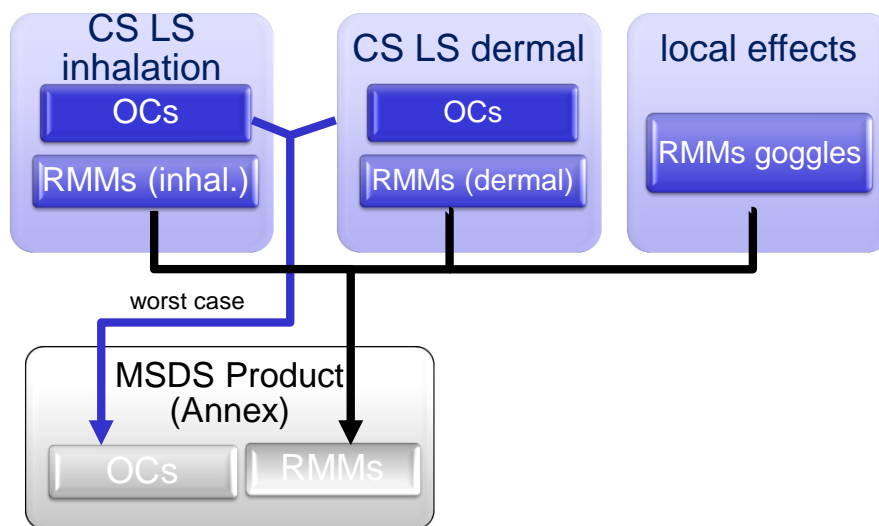 CS LS
inhalation
OCs
RMMs (inhal.)
CS LS dermal
OCs
RMMs (dermal)
local effects
RMMs goggles
worst case
MSDS Product
(Annex)
OCs
RMMs